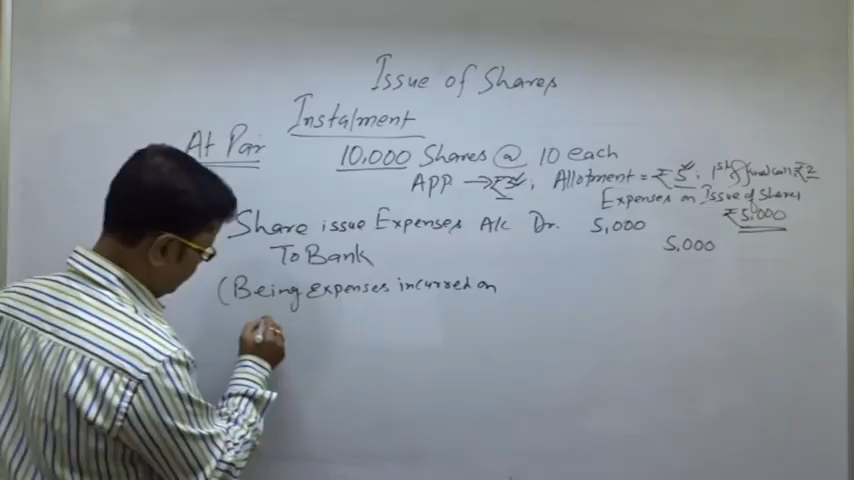 Issue of Shares
Instalment
At Par
10,000 Shares @ 10 each
APP → ₹3/, Allotment = ₹5, 1st & final call ₹2
Expenses on Issue of Shares
₹5,000
Share issue Expenses A/c Dr. 5,000
To Bank 5,000
(Being expenses incurred on